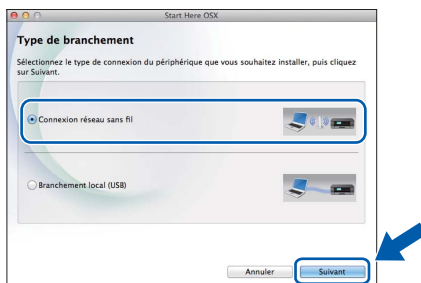 Start Here OSX
Type de branchement
Sélectionnez le type de connexion du périphérique que vous souhaitez installer, puis cliquez
sur Suivant.
Connexion réseau sans fil
Branchement local (USB)
Annuler
Suivant